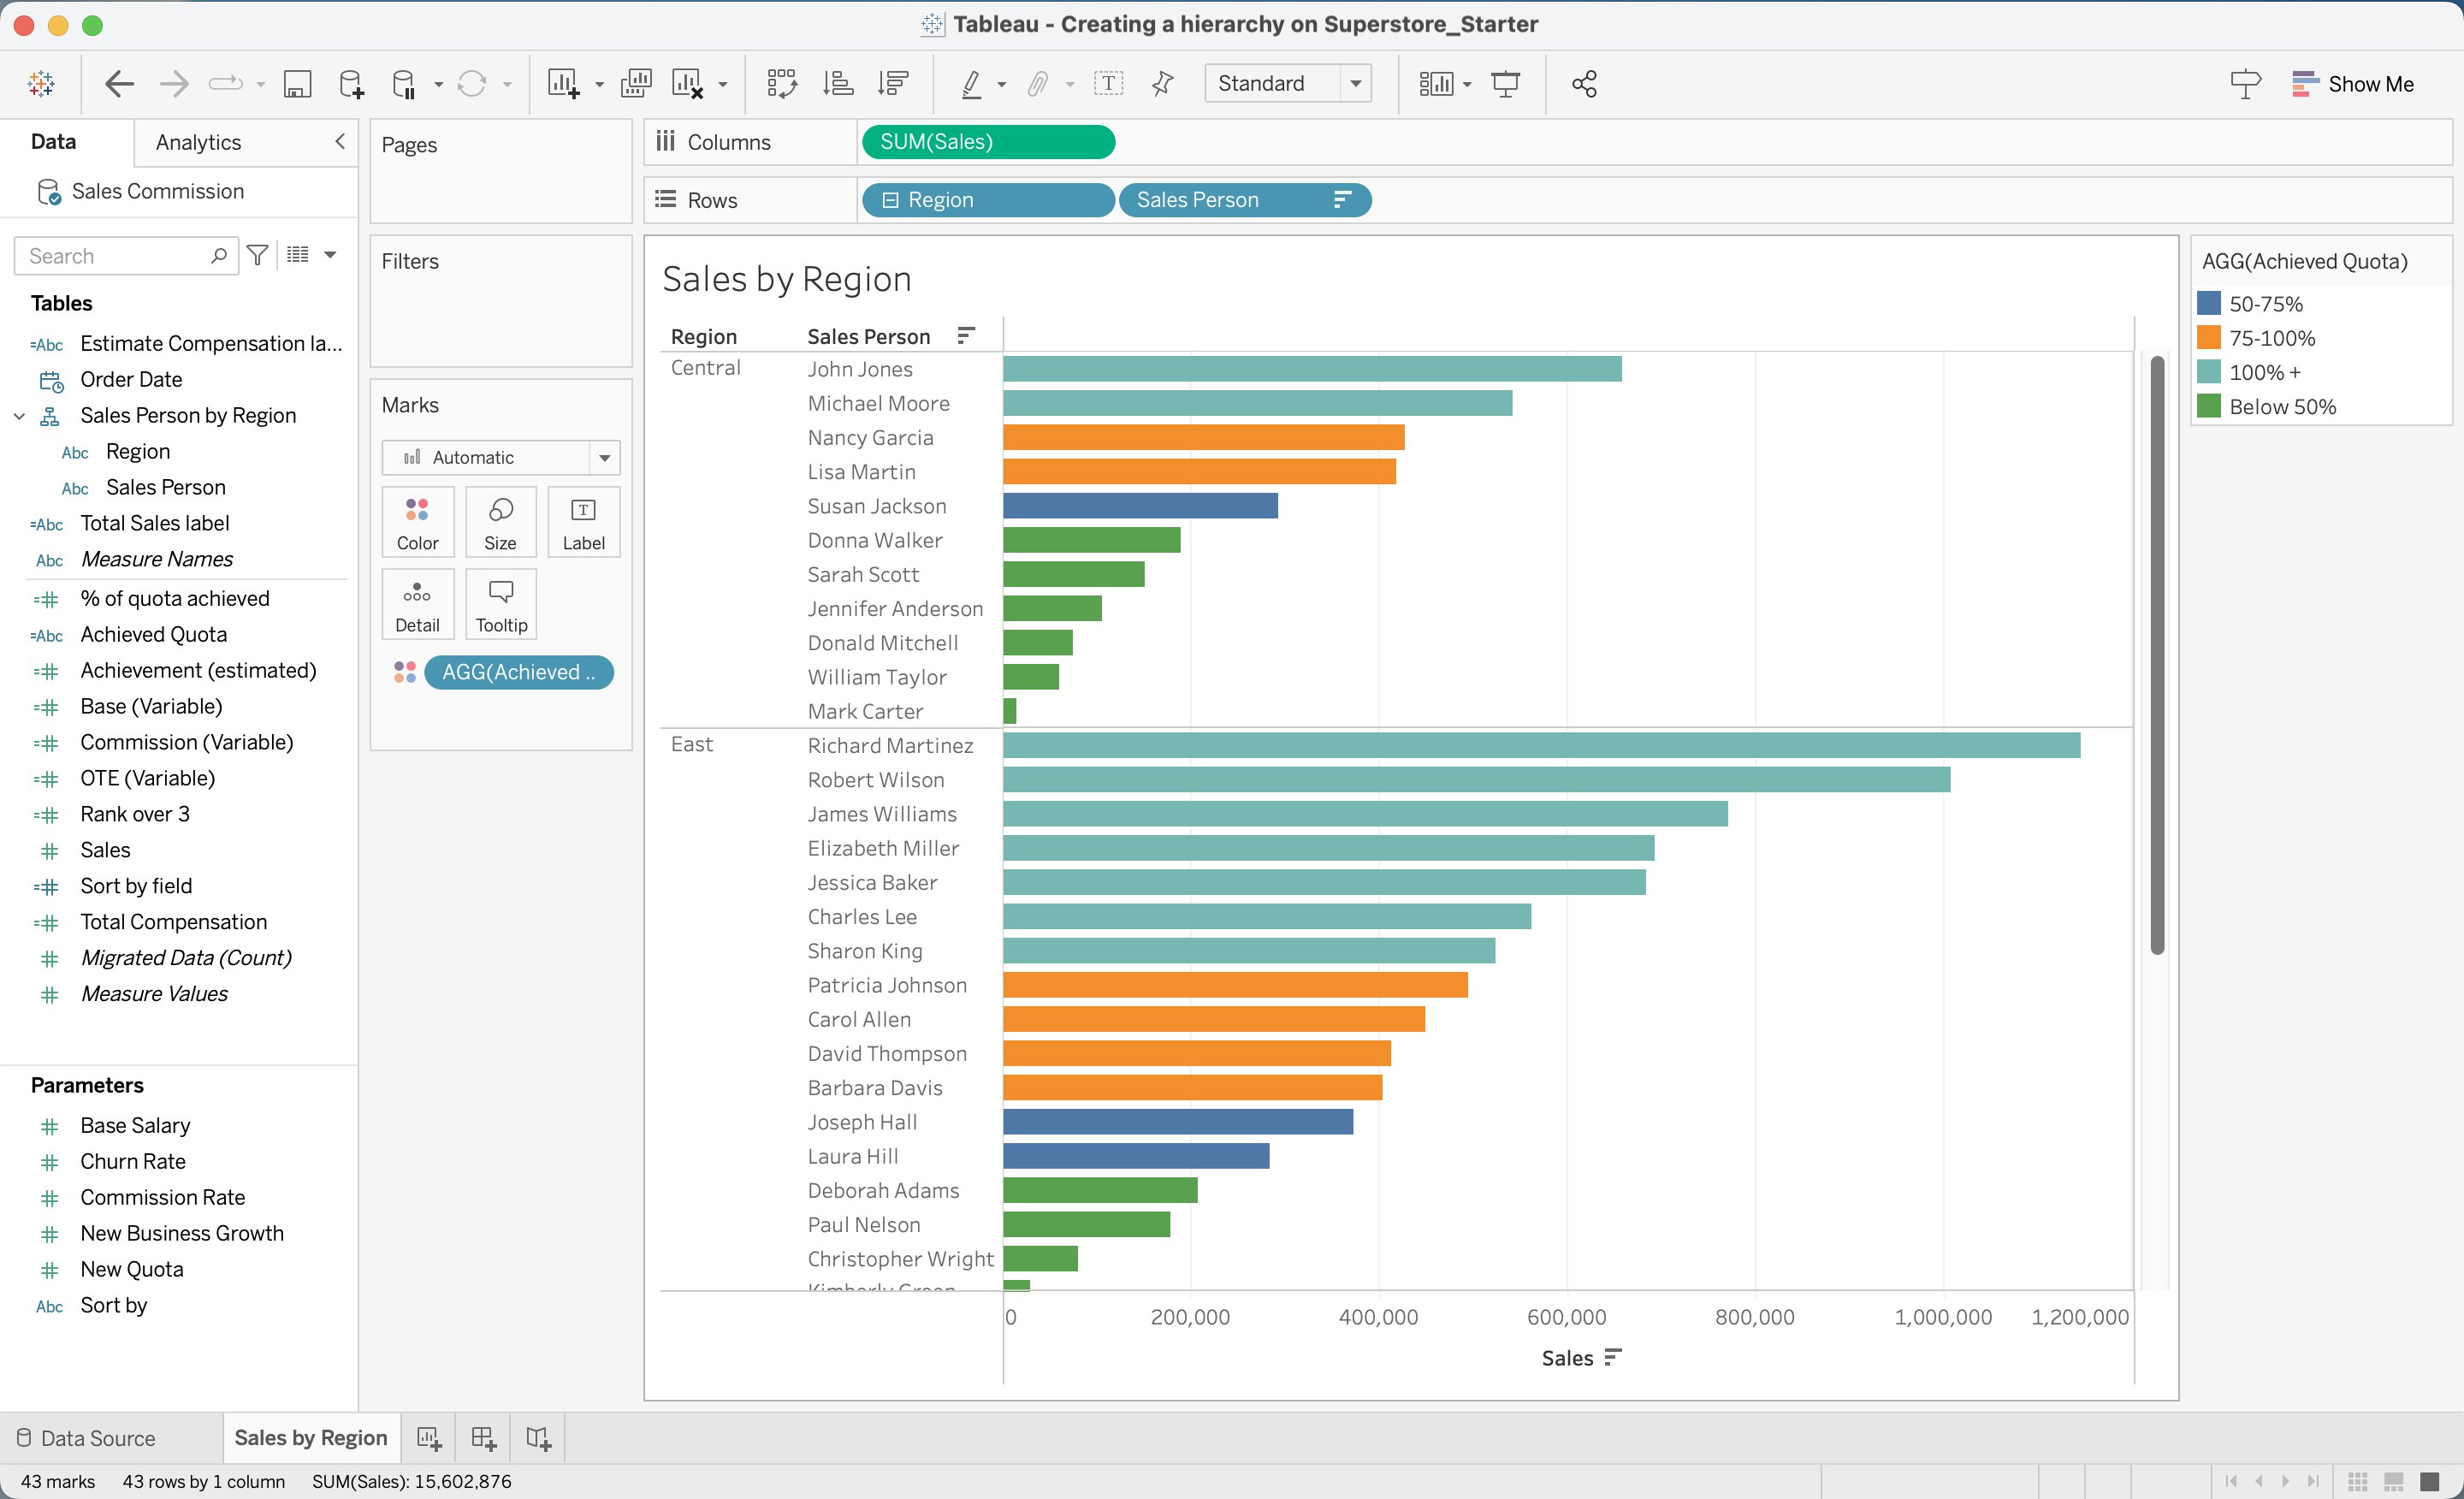 Tableau - Creating a hierarchy on Superstore_Starter
Standard
Show Me
Data
Analytics
Sales Commission
Search
Tables
=Abc Estimate Compensation la...
Order Date
Sales Person by Region
Abc Region
Abc Sales Person
=Abc Total Sales label
Abc Measure Names
=# % of quota achieved
=Abc Achieved Quota
=# Achievement (estimated)
=# Base (Variable)
=# Commission (Variable)
=# OTE (Variable)
=# Rank over 3
# Sales
=# Sort by field
=# Total Compensation
# Migrated Data (Count)
# Measure Values
Parameters
# Base Salary
# Churn Rate
# Commission Rate
# New Business Growth
# New Quota
Abc Sort by
Pages
Filters
Marks
Automatic
Color
Size
T
Label
Detail
Tooltip
AGG(Achieved ..
Columns
SUM(Sales)
Rows
Region
Sales Person
Sales by Region
Region Sales Person
Central
John Jones
Michael Moore
Nancy Garcia
Lisa Martin
Susan Jackson
Donna Walker
Sarah Scott
Jennifer Anderson
Donald Mitchell
William Taylor
Mark Carter
East
Richard Martinez
Robert Wilson
James Williams
Elizabeth Miller
Jessica Baker
Charles Lee
Sharon King
Patricia Johnson
Carol Allen
David Thompson
Barbara Davis
Joseph Hall
Laura Hill
Deborah Adams
Paul Nelson
Christopher Wright
0 200,000 400,000 600,000 800,000 1,000,000 1,200,000
Sales
AGG(Achieved Quota)
50-75%
75-100%
100% +
Below 50%
Data Source
Sales by Region
43 marks 43 rows by 1 column SUM(Sales): 15,602,876